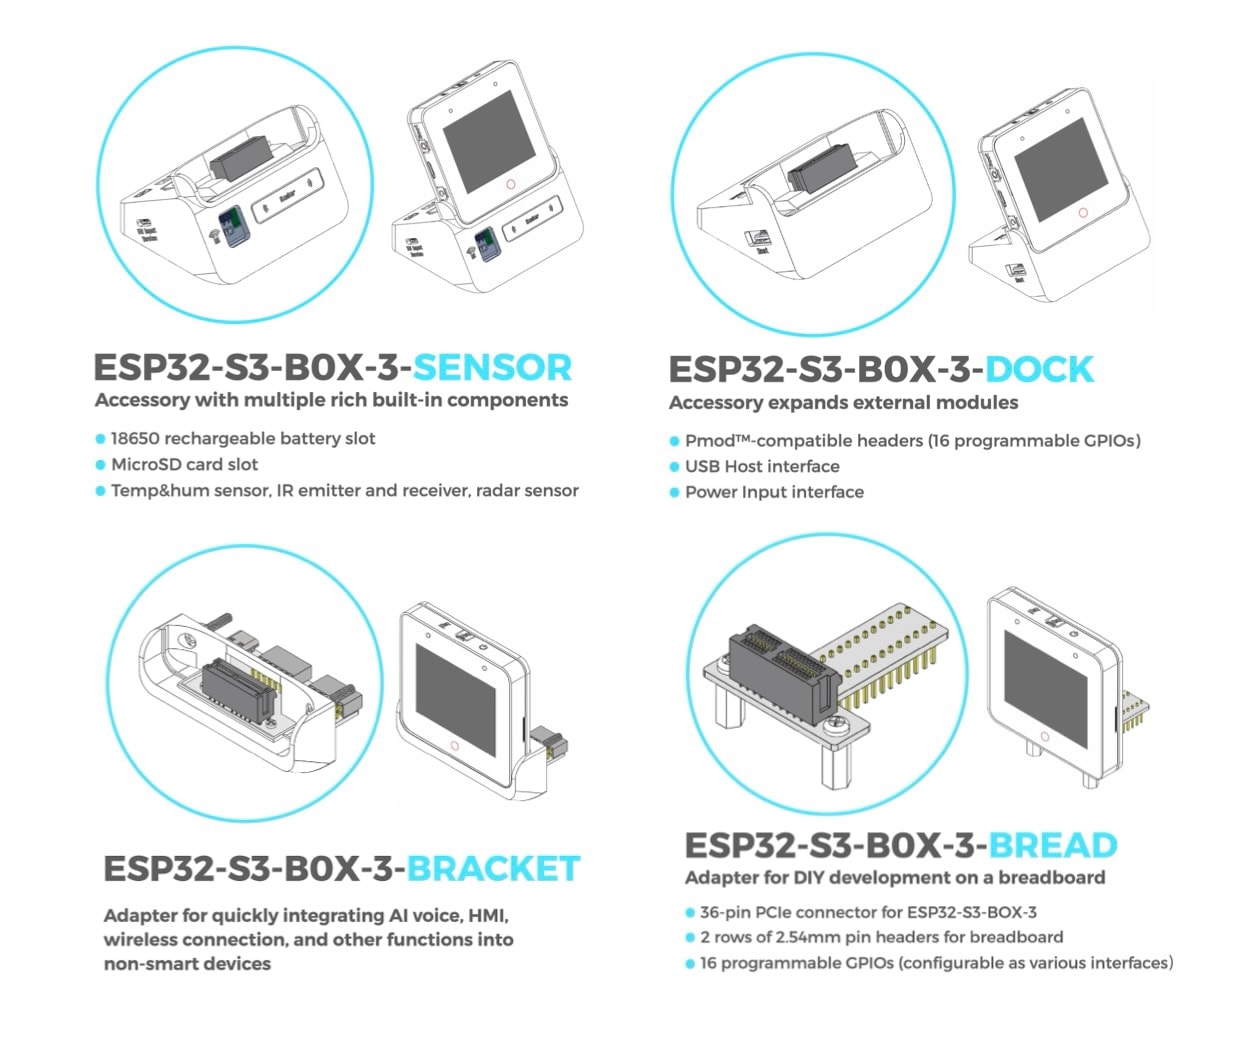 ESP32-S3-B0X-3-SENSOR
Accessory with multiple rich built-in components
18650 rechargeable battery slot
MicroSD card slot
Temp&hum sensor, IR emitter and receiver, radar sensor
ESP32-S3-B0X-3-DOCK
Accessory expands external modules
Pmod™-compatible headers (16 programmable GPIOs)
USB Host interface
Power Input interface
ESP32-S3-B0X-3-BRACKET
Adapter for quickly integrating AI voice, HMI,
wireless connection, and other functions into
non-smart devices
ESP32-S3-B0X-3-BREAD
Adapter for DIY development on a breadboard
36-pin PCIe connector for ESP32-S3-BOX-3
2 rows of 2.54mm pin headers for breadboard
16 programmable GPIOs (configurable as various interfaces)